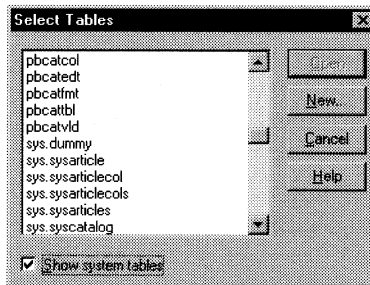 Select Tables
pbcatcol
pbcatedt
pbcatfmt
pbcattbl
pbcatvld
sys.dummy
sys.sysarticle
sys.sysarticlecol
sys.sysarticlecols
sys.sysarticles
sys.syscatalog
Open
New..
Cancel
Help
Show system tables